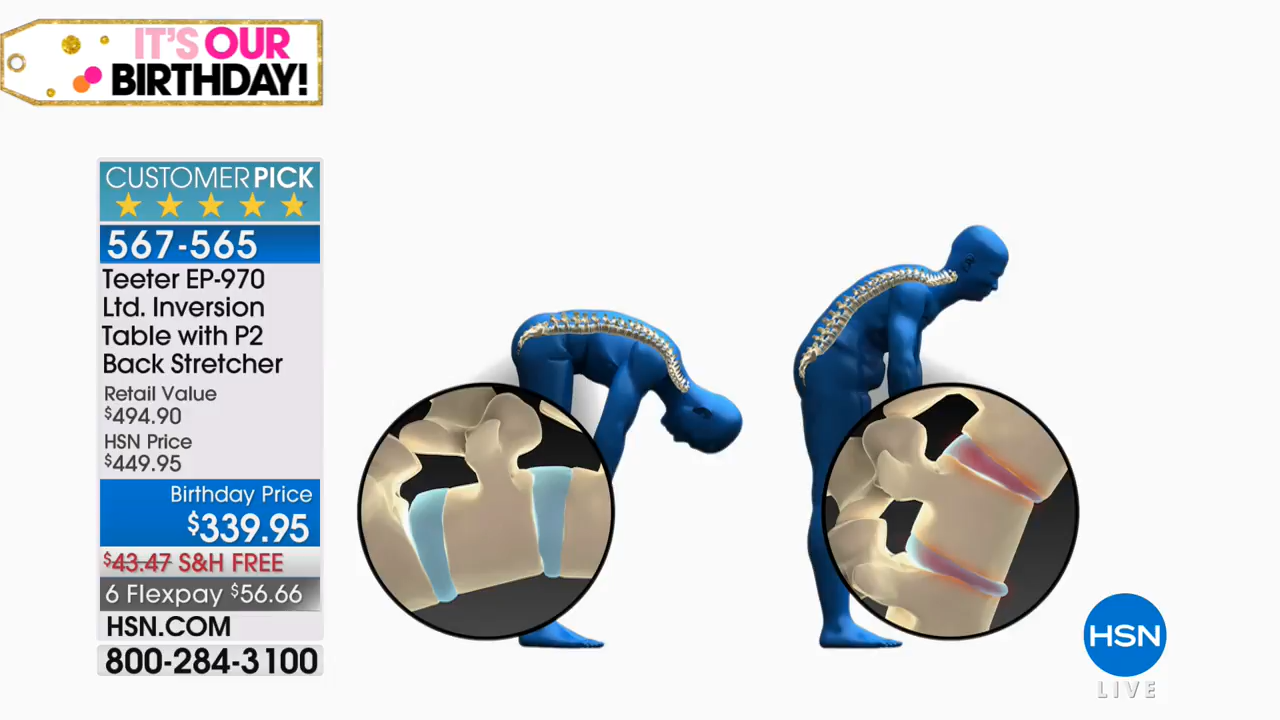 IT'S OUR
BIRTHDAY!
CUSTOMERPICK
567-565
Teeter EP-970
Ltd. Inversion
Table with P2
Back Stretcher
Retail Value
$494.90
HSN Price
$449.95
Birthday Price
$339.95
$43.47 S&H FREE
6 Flexpay $56.66
HSN.COM
800-284-3100
HSN
LIVE